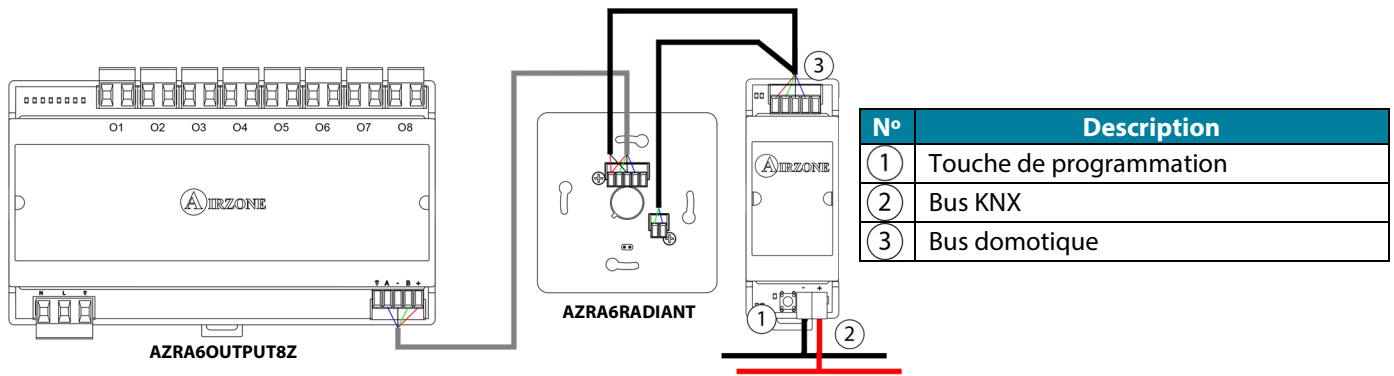 O1 O2 O3 O4 O5 O6 O7 O8
AIRZONE
N L
A - B +
AZRA6OUTPUT8Z
AZRA6RADIANT
3
AIRZONE
- +
1
2
Nº Description
1 Touche de programmation
2 Bus KNX
3 Bus domotique